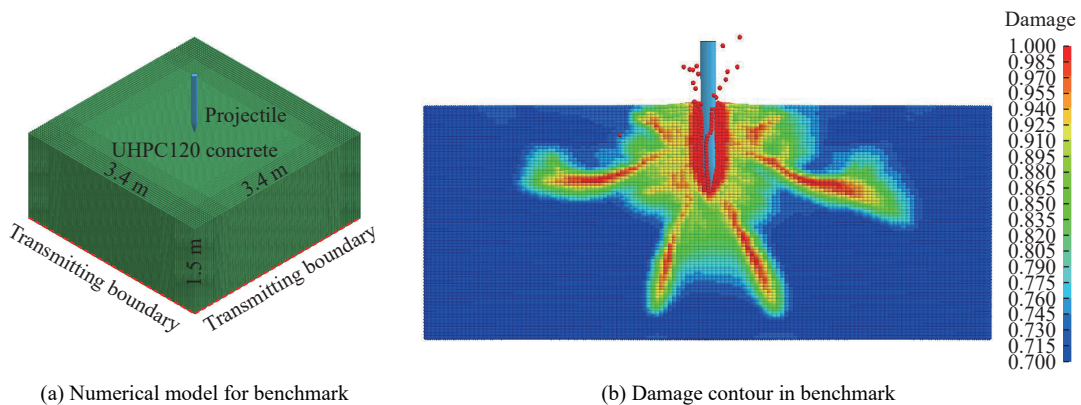 Projectile
UHPC120 concrete
3.4 m
3.4 m
1.5 m
Transmitting boundary
Transmitting boundary
(a) Numerical model for benchmark
Damage
1.000
0.985
0.970
0.955
0.940
0.925
0.910
0.895
0.880
0.865
0.850
0.835
0.820
0.805
0.790
0.775
0.760
0.745
0.730
0.715
0.700
(b) Damage contour in benchmark